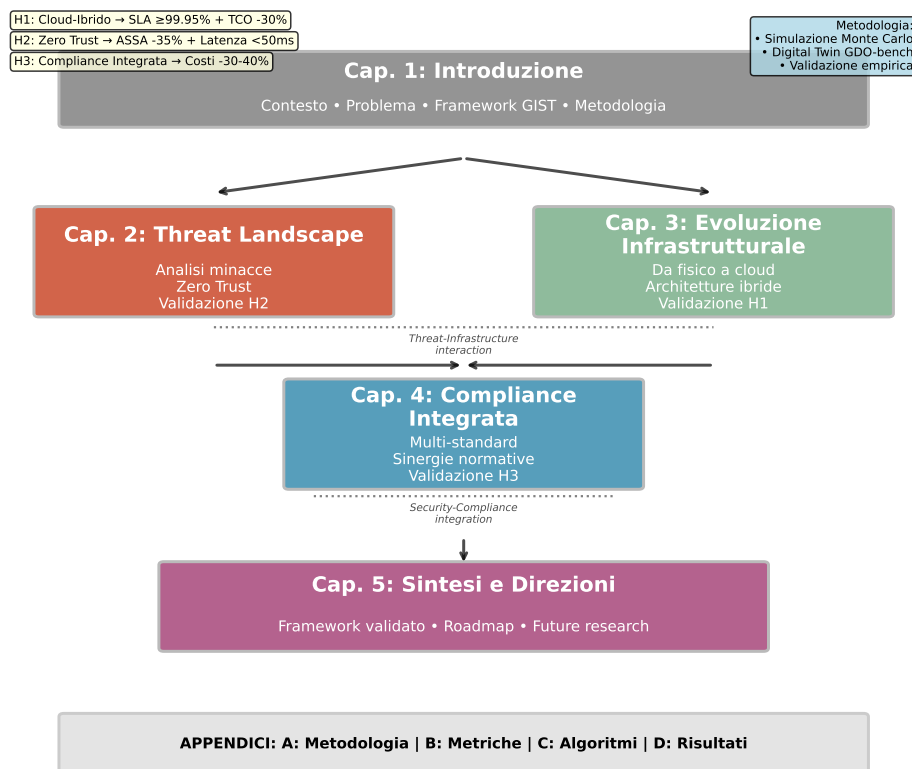 H1: Cloud-Ibrido → SLA ≥99.95% + TCO -30%
H2: Zero Trust → ASSA -35% + Latenza <50ms
H3: Compliance Integrata → Costi -30-40%
Metodologia:
• Simulazione Monte Carlo
• Digital Twin GDO-bench
• Validazione empirica
Cap. 1: Introduzione
Contesto • Problema • Framework GIST • Metodologia
Cap. 2: Threat Landscape
Analisi minacce
Zero Trust
Validazione H2
Cap. 3: Evoluzione
Infrastrutturale
Da fisico a cloud
Architetture ibride
Validazione H1
Threat-Infrastructure
interaction
Cap. 4: Compliance
Integrata
Multi-standard
Sinergie normative
Validazione H3
Security-Compliance
integration
Cap. 5: Sintesi e Direzioni
Framework validato • Roadmap • Future research
APPENDICI: A: Metodologia | B: Metriche | C: Algoritmi | D: Risultati